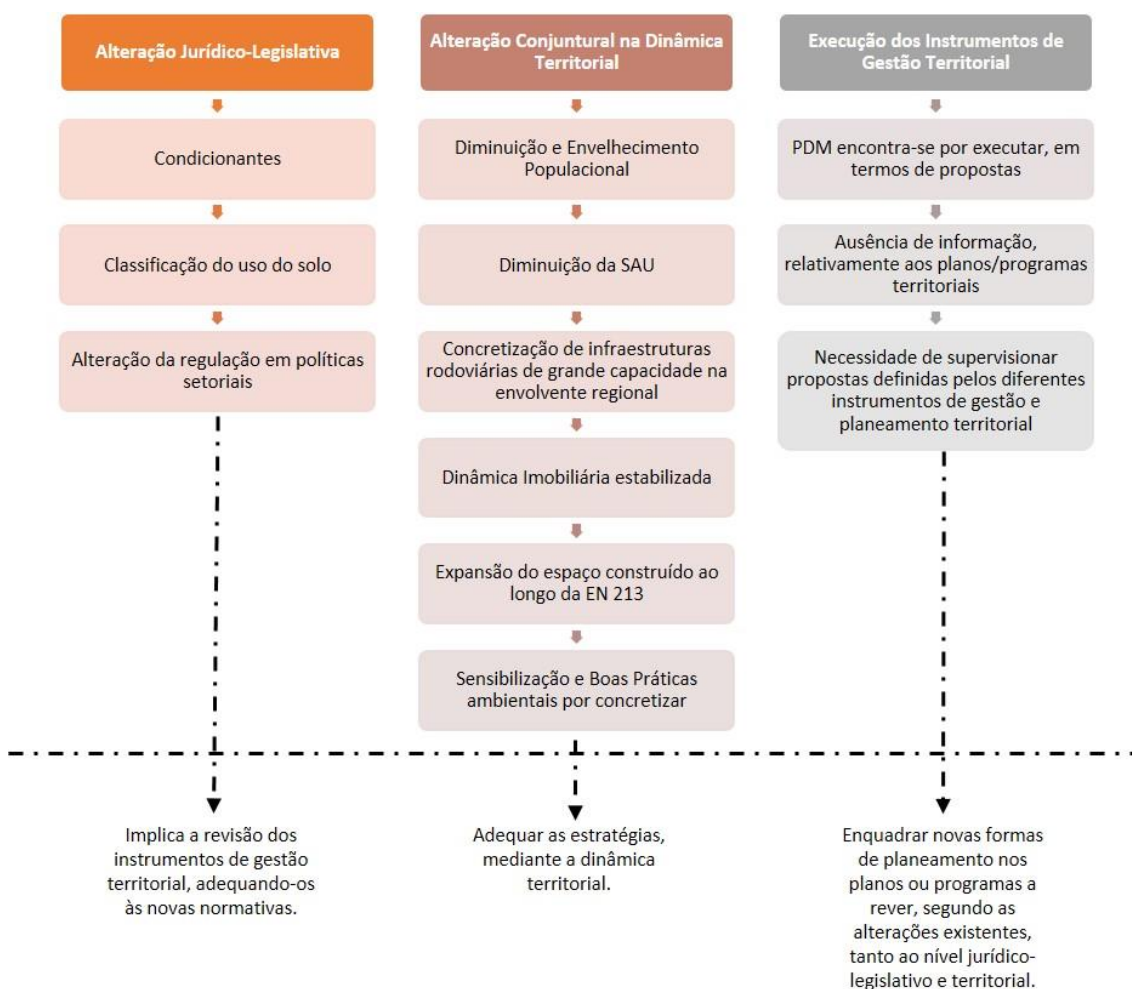 Alteração Jurídico-Legislativa
Condicionantes
Classificação do uso do solo
Alteração da regulação em políticas
setoriais
Implica a revisão dos
instrumentos de gestão
territorial, adequando-os
às novas normativas.
Alteração Conjuntural na Dinâmica
Territorial
Diminuição e Envelhecimento
Populacional
Diminuição da SAU
Concretização de infraestruturas
rodoviárias de grande capacidade na
envolvente regional
Dinâmica Imobiliária estabilizada
Expansão do espaço construído ao
longo da EN 213
Sensibilização e Boas Práticas
ambientais por concretizar
Adequar as estratégias,
mediante a dinâmica
territorial.
Execução dos Instrumentos de
Gestão Territorial
PDM encontra-se por executar, em
termos de propostas
Ausência de informação,
relativamente aos planos/programas
territoriais
Necessidade de supervisionar
propostas definidas pelos diferentes
instrumentos de gestão e
planeamento territorial
Enquadrar novas formas
de planeamento nos
planos ou programas a
rever, segundo as
alterações existentes,
tanto ao nível jurídico-
legislativo e territorial.